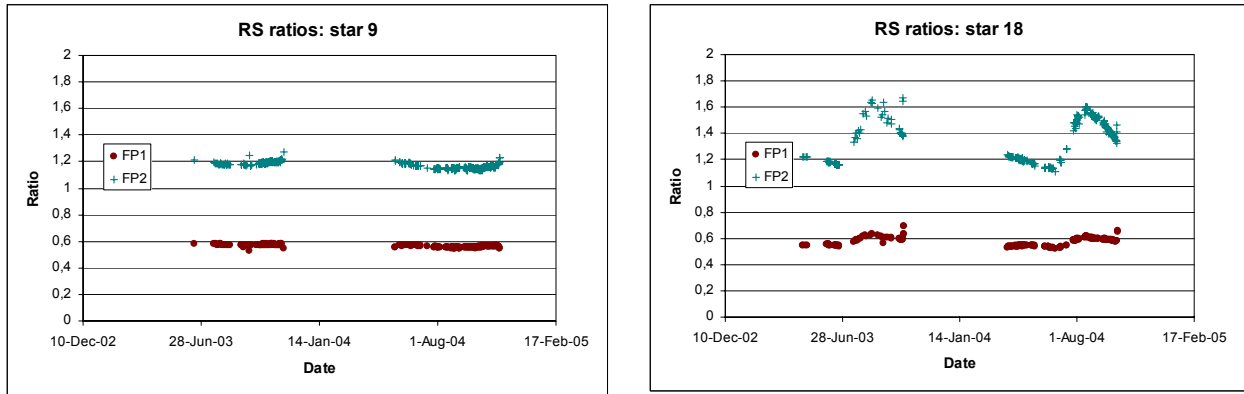 RS ratios: star 9
2
1,8
1,6
1,4
1,2
1
0,8
0,6
0,4
0,2
0
Ratio
FP1
FP2
10-Dec-02 28-Jun-03 14-Jan-04 1-Aug-04 17-Feb-05
Date
RS ratios: star 18
2
1,8
1,6
1,4
1,2
1
0,8
0,6
0,4
0,2
0
Ratio
FP1
FP2
10-Dec-02 28-Jun-03 14-Jan-04 1-Aug-04 17-Feb-05
Date